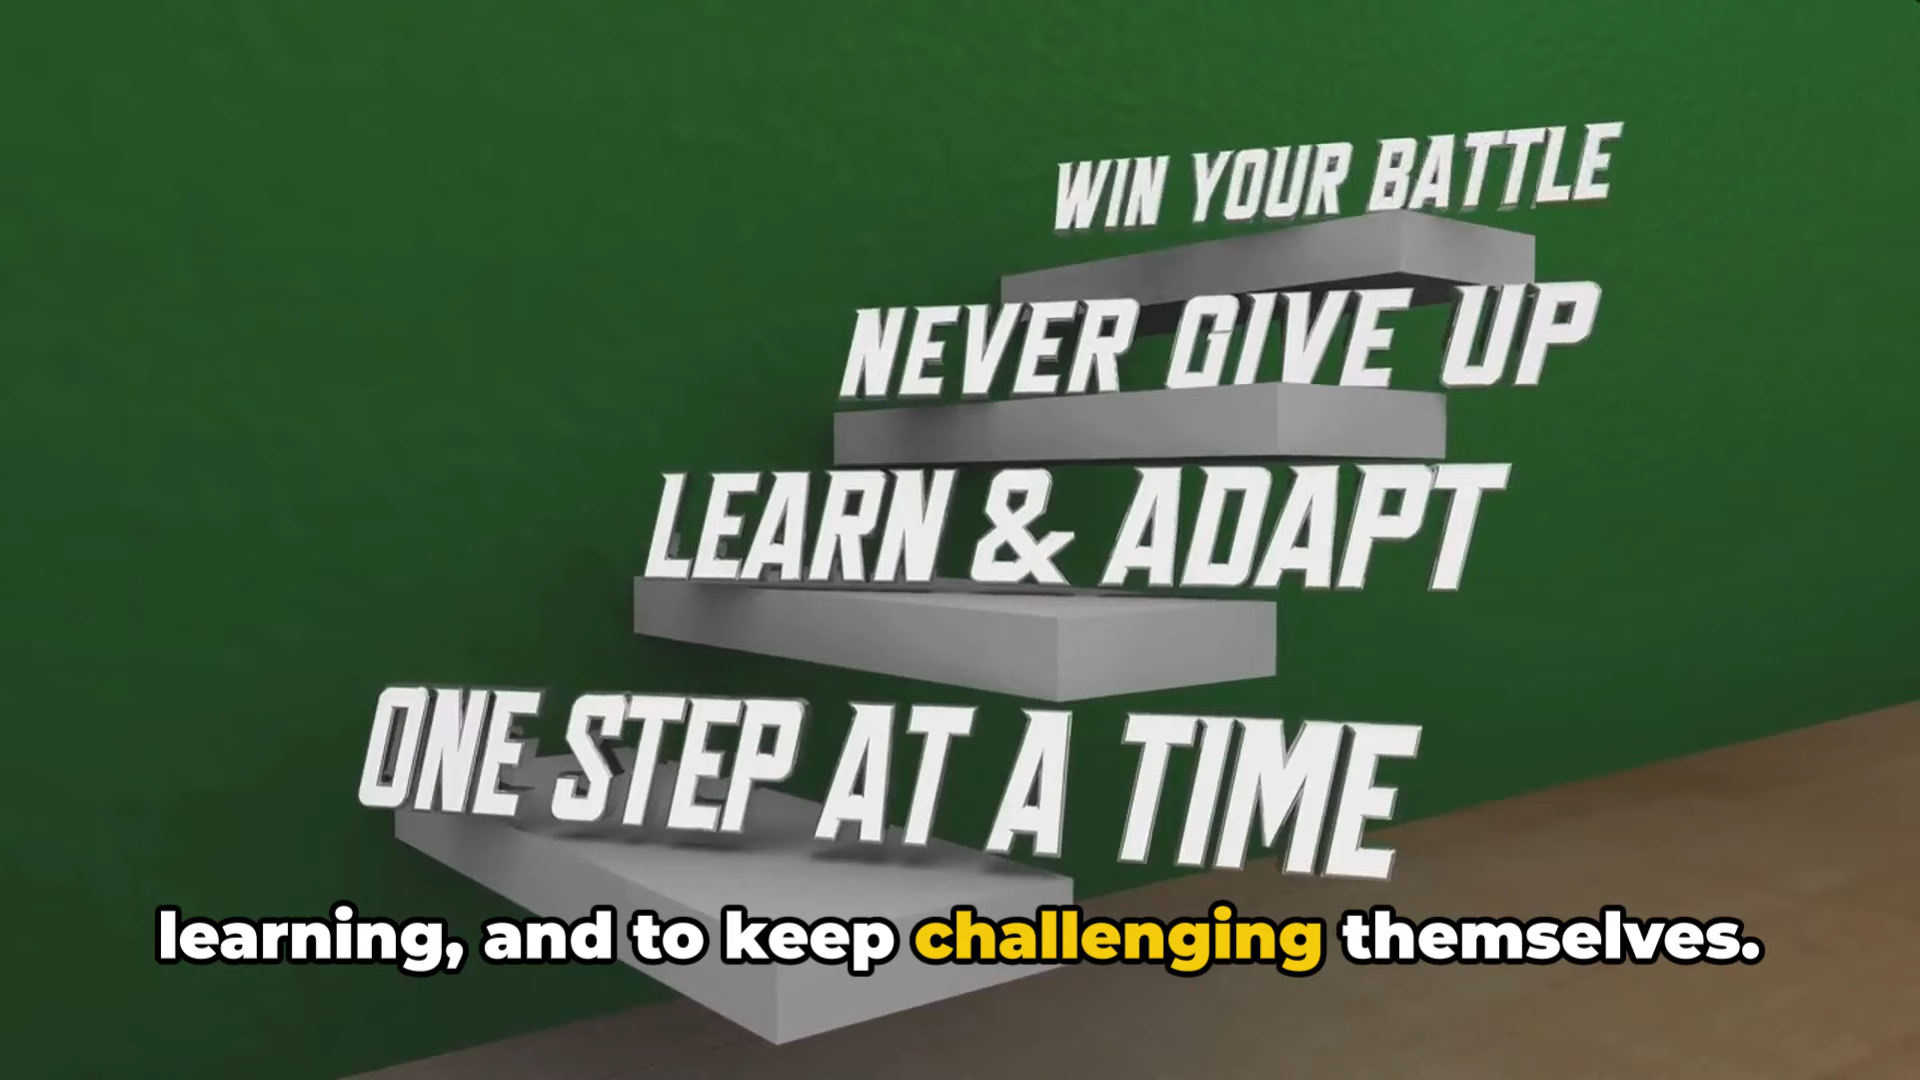 WIN YOUR BATTLE
NEVER GIVE UP
LEARN & ADAPT
ONE STEP AT A TIME
learning, and to keep challenging themselves.